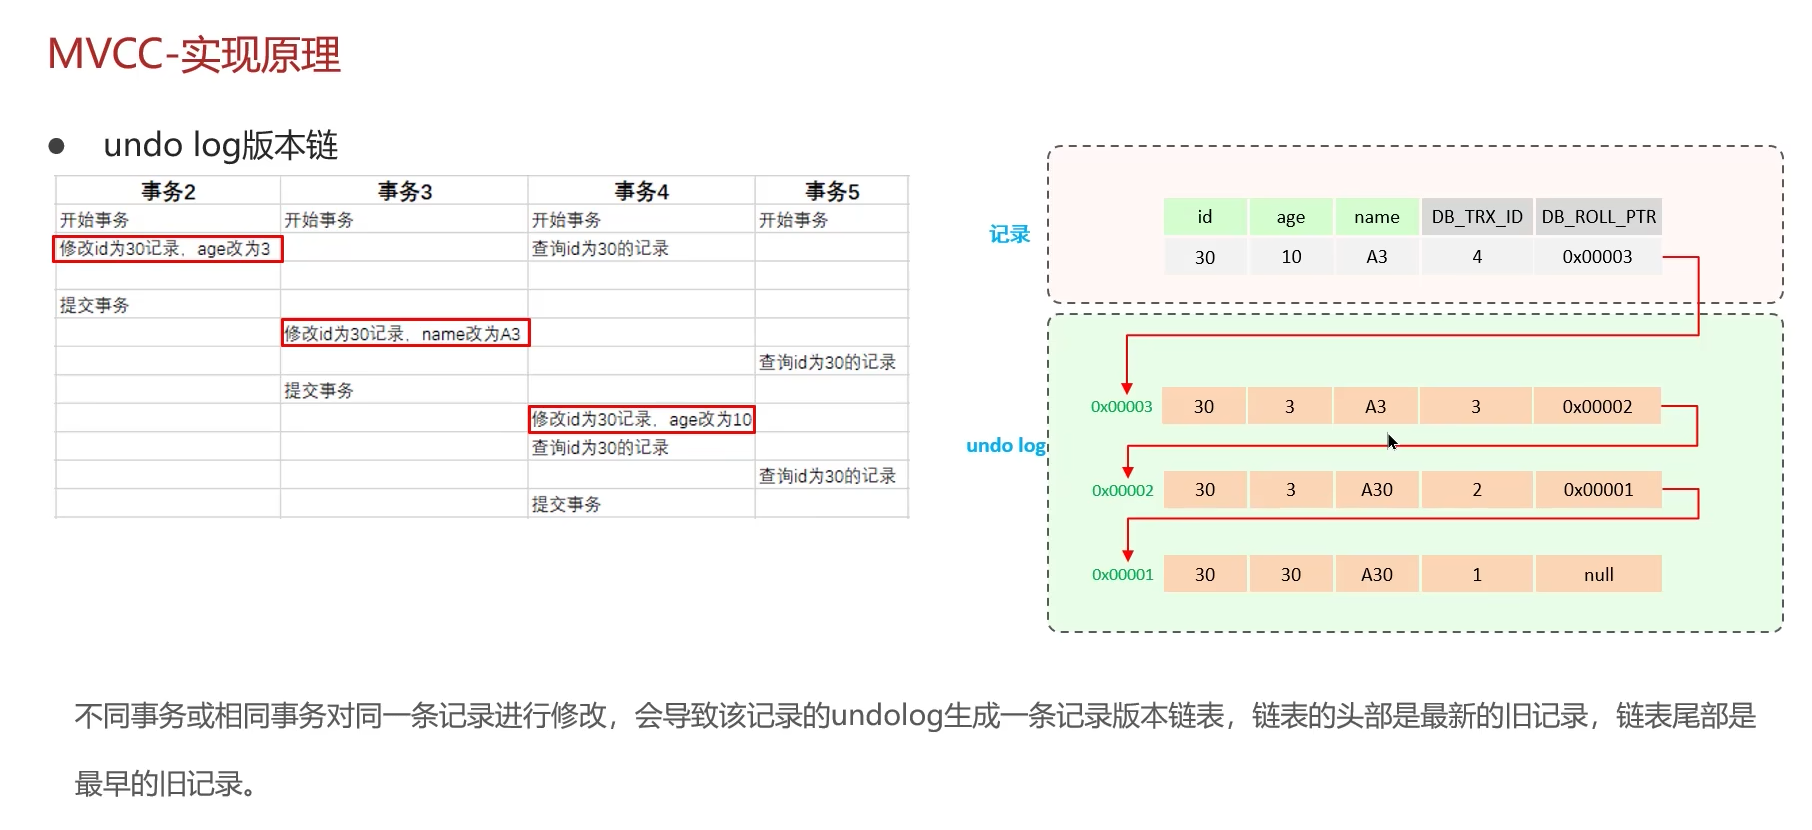 MVCC-实现原理
● undo log版本链
事务2 事务3 事务4 事务5
开始事务 开始事务 开始事务 开始事务
修改id为30记录，age改为3 查询id为30的记录
提交事务
修改id为30记录，name改为A3
查询id为30的记录
提交事务
修改id为30记录，age改为10
查询id为30的记录
查询id为30的记录
提交事务
记录
id age name DB_TRX_ID DB_ROLL_PTR
30 10 A3 4 0x00003
undo log
0x00003 30 3 A3 3 0x00002
0x00002 30 3 A30 2 0x00001
0x00001 30 30 A30 1 null
不同事务或相同事务对同一条记录进行修改，会导致该记录的undolog生成一条记录版本链表，链表的头部是最新的旧记录，链表尾部是
最早的旧记录。